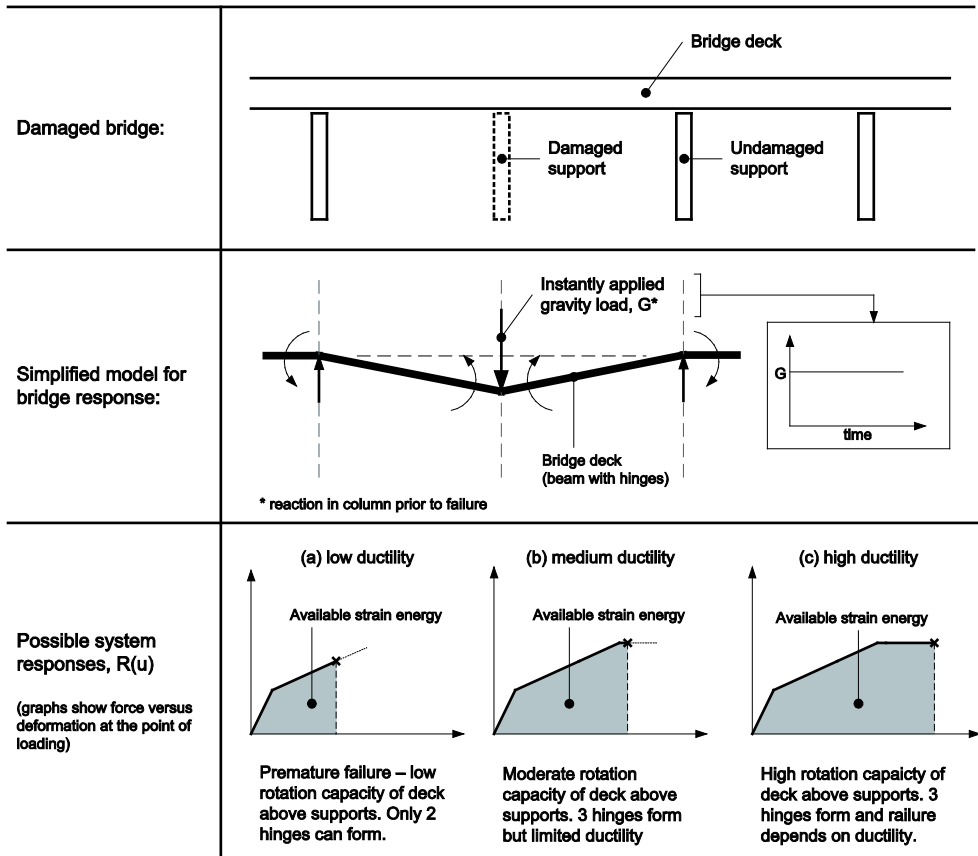 Damaged bridge:
Bridge deck
Damaged
support
Undamaged
support
Simplified model for
bridge response:
Instantly applied
gravity load, G*
G
time
Bridge deck
(beam with hinges)
* reaction in column prior to failure
Possible system
responses, R(u)
(graphs show force versus
deformation at the point of
loading)
(a) low ductility
Available strain energy
Premature failure – low
rotation capacity of deck
above supports. Only 2
hinges can form.
(b) medium ductility
Available strain energy
Moderate rotation
capacity of deck above
supports. 3 hinges form
but limited ductility
(c) high ductility
Available strain energy
High rotation capaicty of
deck above supports. 3
hinges form and railure
depends on ductility.